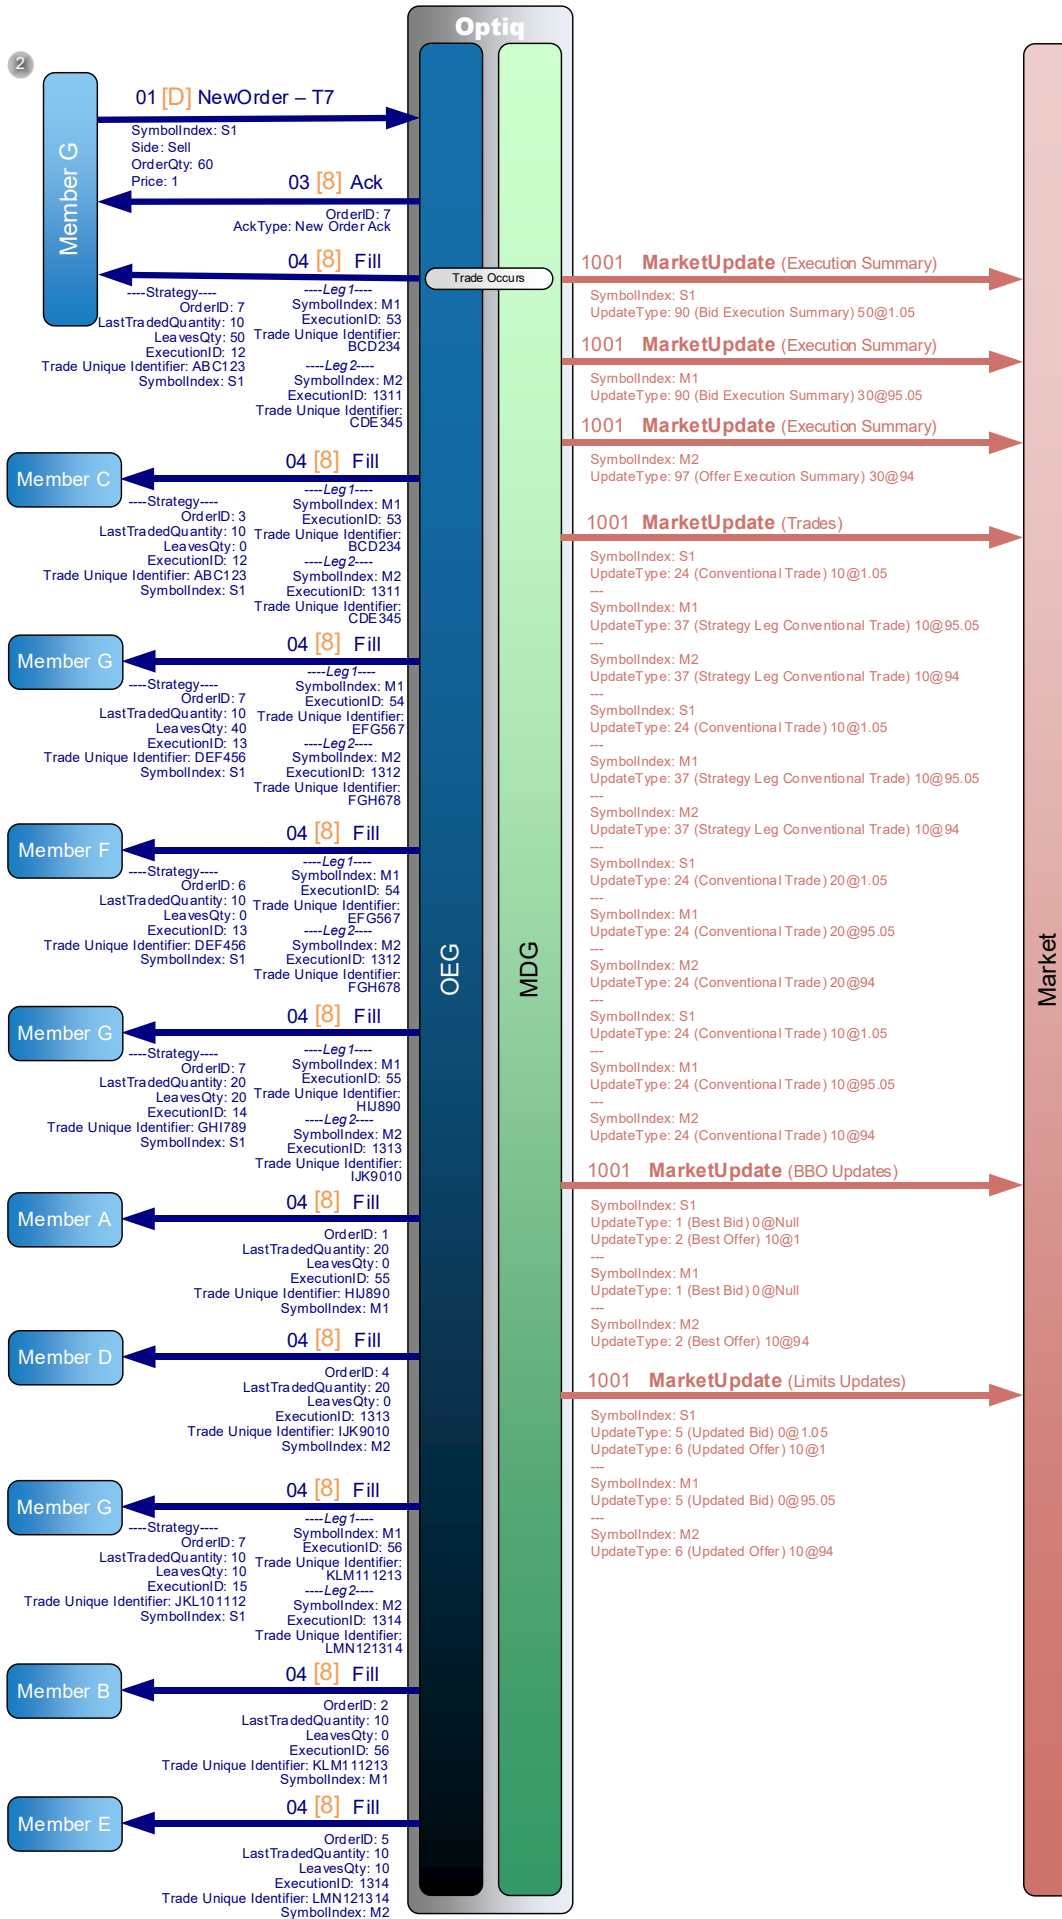 Optiq
2
Member G
01 [D] NewOrder – T7
SymbolIndex: S1
Side: Sell
OrderQty: 60
Price: 1
03 [8] Ack
OrderID: 7
AckType: New Order Ack
04 [8] Fill
----Strategy----
OrderID: 7
LastTradedQuantity: 10
LeavesQty: 50
ExecutionID: 12
Trade Unique Identifier: ABC123
SymbolIndex: S1
----Leg1----
SymbolIndex: M1
ExecutionID: 53
Trade Unique Identifier:
BCD234
----Leg2----
SymbolIndex: M2
ExecutionID: 1311
Trade Unique Identifier:
CDE345
Member C
04 [8] Fill
----Strategy----
OrderID: 3
LastTradedQuantity: 10
LeavesQty: 0
ExecutionID: 12
Trade Unique Identifier: ABC123
SymbolIndex: S1
----Leg1----
SymbolIndex: M1
ExecutionID: 53
Trade Unique Identifier:
BCD234
----Leg2----
SymbolIndex: M2
ExecutionID: 1311
Trade Unique Identifier:
CDE345
Member G
04 [8] Fill
----Strategy----
OrderID: 7
LastTradedQuantity: 10
LeavesQty: 40
ExecutionID: 13
Trade Unique Identifier: DEF456
SymbolIndex: S1
----Leg1----
SymbolIndex: M1
ExecutionID: 54
Trade Unique Identifier:
EFG567
----Leg2----
SymbolIndex: M2
ExecutionID: 1312
Trade Unique Identifier:
FGH678
Member F
04 [8] Fill
----Strategy----
OrderID: 6
LastTradedQuantity: 10
LeavesQty: 0
ExecutionID: 13
Trade Unique Identifier: DEF456
SymbolIndex: S1
----Leg1----
SymbolIndex: M1
ExecutionID: 54
Trade Unique Identifier:
EFG567
----Leg2----
SymbolIndex: M2
ExecutionID: 1312
Trade Unique Identifier:
FGH678
Member G
04 [8] Fill
----Strategy----
OrderID: 7
LastTradedQuantity: 20
LeavesQty: 20
ExecutionID: 14
Trade Unique Identifier: GHI789
SymbolIndex: S1
----Leg1----
SymbolIndex: M1
ExecutionID: 55
Trade Unique Identifier:
HIJ890
----Leg2----
SymbolIndex: M2
ExecutionID: 1313
Trade Unique Identifier:
IJK9010
Member A
04 [8] Fill
OrderID: 1
LastTradedQuantity: 20
LeavesQty: 0
ExecutionID: 55
Trade Unique Identifier: HIJ890
SymbolIndex: M1
Member D
04 [8] Fill
OrderID: 4
LastTradedQuantity: 20
LeavesQty: 0
ExecutionID: 1313
Trade Unique Identifier: IJK9010
SymbolIndex: M2
Member G
04 [8] Fill
----Strategy----
OrderID: 7
LastTradedQuantity: 10
LeavesQty: 10
ExecutionID: 15
Trade Unique Identifier: JKL101112
SymbolIndex: S1
----Leg1----
SymbolIndex: M1
ExecutionID: 56
Trade Unique Identifier:
KLM111213
----Leg2----
SymbolIndex: M2
ExecutionID: 1314
Trade Unique Identifier:
LMN121314
Member B
04 [8] Fill
OrderID: 2
LastTradedQuantity: 10
LeavesQty: 0
ExecutionID: 56
Trade Unique Identifier: KLM111213
SymbolIndex: M1
Member E
04 [8] Fill
OrderID: 5
LastTradedQuantity: 10
LeavesQty: 10
ExecutionID: 1314
Trade Unique Identifier: LMN121314
SymbolIndex: M2
Trade Occurs
OEG
MDG
1001 MarketUpdate (Execution Summary)
SymbolIndex: S1
UpdateType: 90 (Bid Execution Summary) 50@1.05
1001 MarketUpdate (Execution Summary)
SymbolIndex: M1
UpdateType: 90 (Bid Execution Summary) 30@95.05
1001 MarketUpdate (Execution Summary)
SymbolIndex: M2
UpdateType: 97 (Offer Execution Summary) 30@94
1001 MarketUpdate (Trades)
SymbolIndex: S1
UpdateType: 24 (Conventional Trade) 10@1.05
---
SymbolIndex: M1
UpdateType: 37 (Strategy Leg Conventional Trade) 10@95.05
---
SymbolIndex: M2
UpdateType: 37 (Strategy Leg Conventional Trade) 10@94
---
SymbolIndex: S1
UpdateType: 24 (Conventional Trade) 10@1.05
---
SymbolIndex: M1
UpdateType: 37 (Strategy Leg Conventional Trade) 10@95.05
---
SymbolIndex: M2
UpdateType: 37 (Strategy Leg Conventional Trade) 10@94
---
SymbolIndex: S1
UpdateType: 24 (Conventional Trade) 20@1.05
---
SymbolIndex: M1
UpdateType: 24 (Conventional Trade) 20@95.05
---
SymbolIndex: M2
UpdateType: 24 (Conventional Trade) 20@94
---
SymbolIndex: S1
UpdateType: 24 (Conventional Trade) 10@1.05
---
SymbolIndex: M1
UpdateType: 24 (Conventional Trade) 10@95.05
---
SymbolIndex: M2
UpdateType: 24 (Conventional Trade) 10@94
1001 MarketUpdate (BBO Updates)
SymbolIndex: S1
UpdateType: 1 (Best Bid) 0@Null
UpdateType: 2 (Best Offer) 10@1
---
SymbolIndex: M1
UpdateType: 1 (Best Bid) 0@Null
---
SymbolIndex: M2
UpdateType: 2 (Best Offer) 10@94
1001 MarketUpdate (Limits Updates)
SymbolIndex: S1
UpdateType: 5 (Updated Bid) 0@1.05
UpdateType: 6 (Updated Offer) 10@1
---
SymbolIndex: M1
UpdateType: 5 (Updated Bid) 0@95.05
---
SymbolIndex: M2
UpdateType: 6 (Updated Offer) 10@94
Market